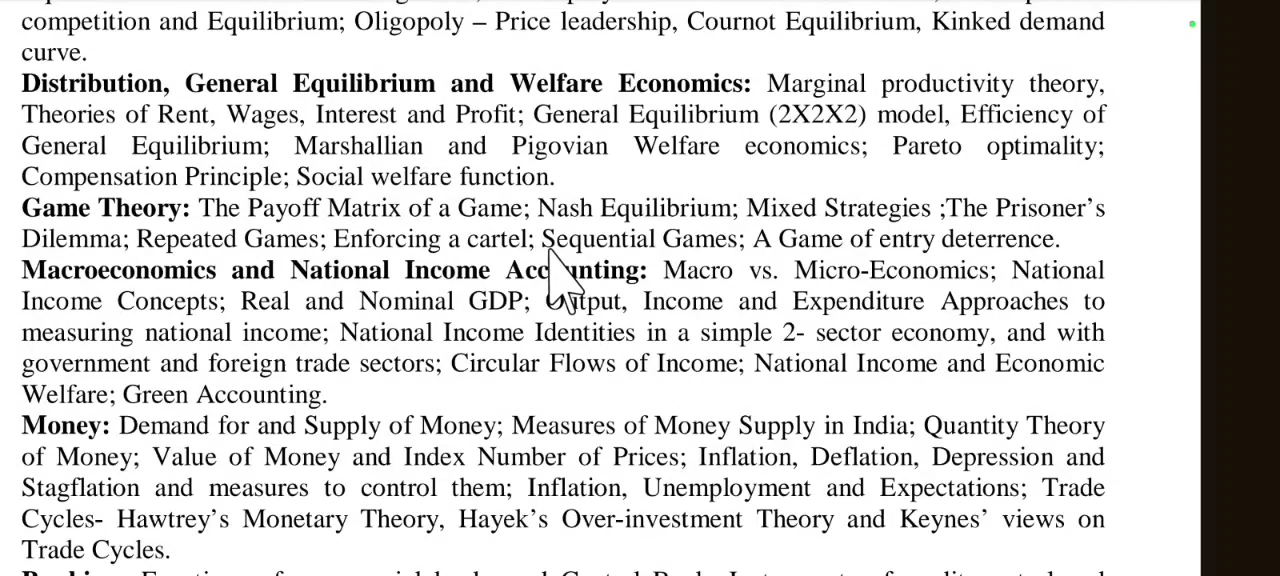 competition and Equilibrium; Oligopoly – Price leadership, Cournot Equilibrium, Kinked demand
curve.
Distribution, General Equilibrium and Welfare Economics: Marginal productivity theory,
Theories of Rent, Wages, Interest and Profit; General Equilibrium (2X2X2) model, Efficiency of
General Equilibrium; Marshallian and Pigovian Welfare economics; Pareto optimality;
Compensation Principle; Social welfare function.
Game Theory: The Payoff Matrix of a Game; Nash Equilibrium; Mixed Strategies ;The Prisoner’s
Dilemma; Repeated Games; Enforcing a cartel; Sequential Games; A Game of entry deterrence.
Macroeconomics and National Income Accounting: Macro vs. Micro-Economics; National
Income Concepts; Real and Nominal GDP; Output, Income and Expenditure Approaches to
measuring national income; National Income Identities in a simple 2- sector economy, and with
government and foreign trade sectors; Circular Flows of Income; National Income and Economic
Welfare; Green Accounting.
Money: Demand for and Supply of Money; Measures of Money Supply in India; Quantity Theory
of Money; Value of Money and Index Number of Prices; Inflation, Deflation, Depression and
Stagflation and measures to control them; Inflation, Unemployment and Expectations; Trade
Cycles- Hawtrey’s Monetary Theory, Hayek’s Over-investment Theory and Keynes’ views on
Trade Cycles.